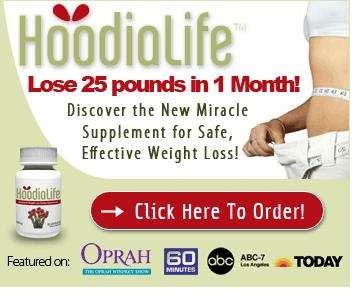 HoodiaLife™
Lose 25 pounds in 1 Month!
Discover the New Miracle
Supplement for Safe,
Effective Weight Loss!
HoodiaLife
Click Here To Order!
Featured on:
OPRAH
THE OPRAH WINFREY SHOW
60
MINUTES
abc
ABC-7
Los Angeles
TODAY